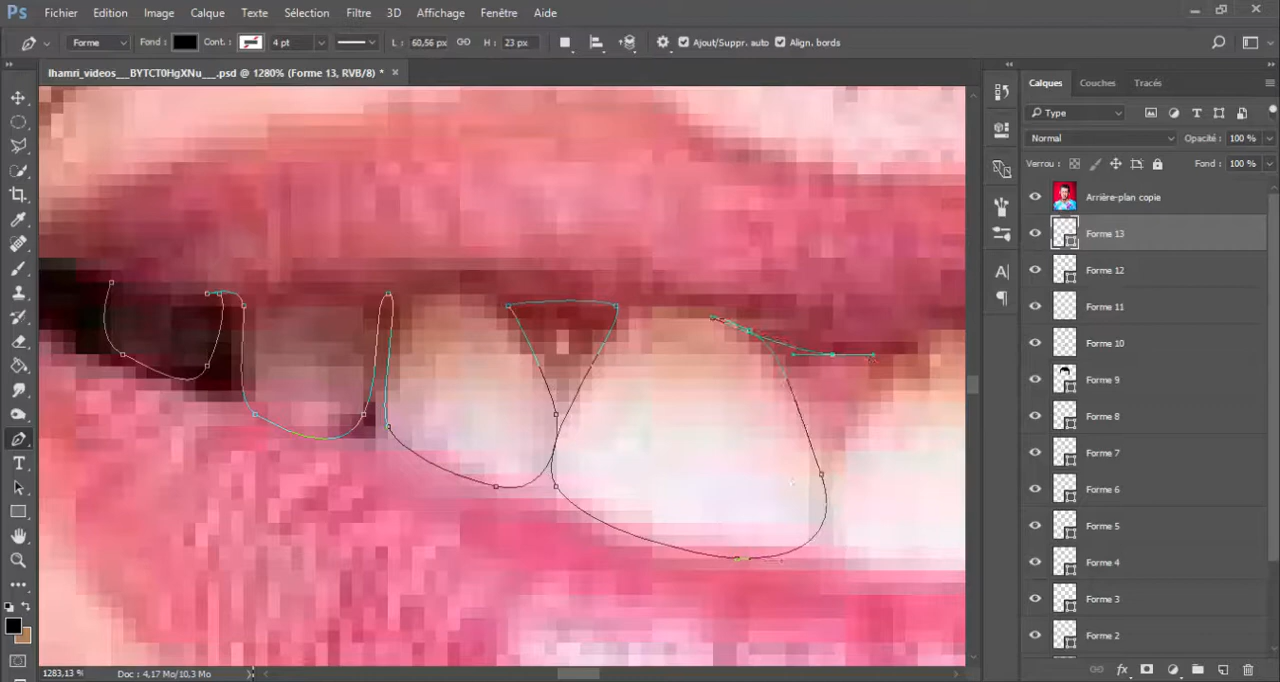 Ps Fichier Edition Image Calque Texte Sélection Filtre 3D Affichage Fenêtre Aide
Forme Fond : Cont. : 4 pt L : 60,56 px H : 23 px Ajout/Suppr. auto Align. bords
lhamri_videos___BYTCT0HgXNu___.psd @ 1280% (Forme 13, RVB/8) * ×
Calques Couches Tracés
Type
Normal Opacité : 100 %
Verrou : Fond : 100 %
Arrière-plan copie
Forme 13
Forme 12
Forme 11
Forme 10
Forme 9
Forme 8
Forme 7
Forme 6
Forme 5
Forme 4
Forme 3
Forme 2
1283,13 % Doc : 4,17 Mo/10,3 Mo